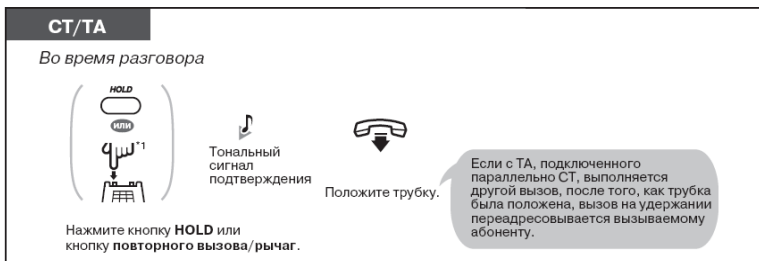 СТ/ТА
Во время разговора
HOLD
или
*1
Тональный
сигнал
подтверждения
Положите трубку.
Нажмите кнопку HOLD или
кнопку повторного вызова/рычаг.
Если с ТА, подключенного
параллельно СТ, выполняется
другой вызов, после того, как трубка
была положена, вызов на удержании
переадресовывается вызываемому
абоненту.